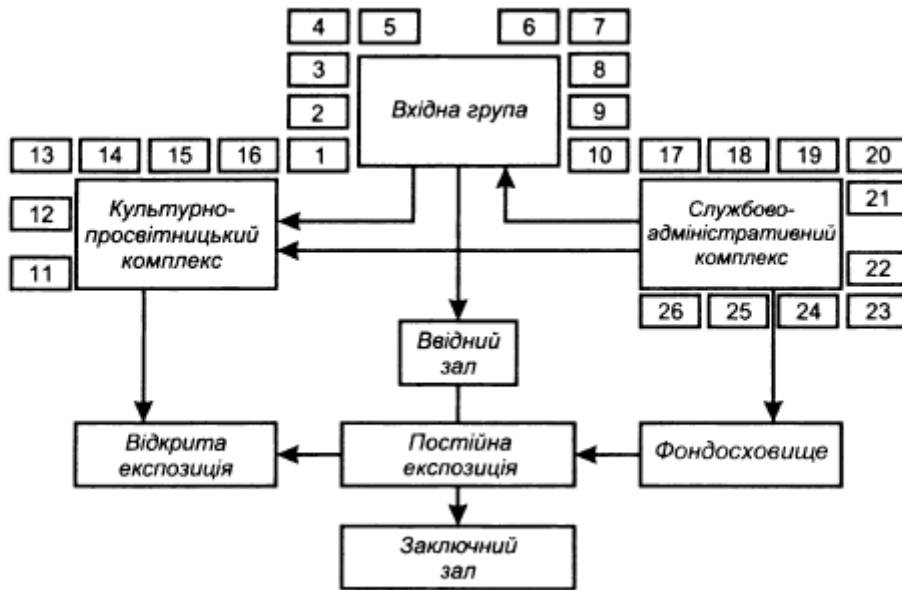 4 5 6 7
3 8
Вхідна група
2 9
13 14 15 16 1 10 17 18 19 20
12
Культурно-
просвітницький
комплекс
Службово-
адміністративний
комплекс
21
11 22
26 25 24 23
Ввідний
зал
Відкрита
експозиція
Постійна
експозиція
Фондосховище
Заключний
зал